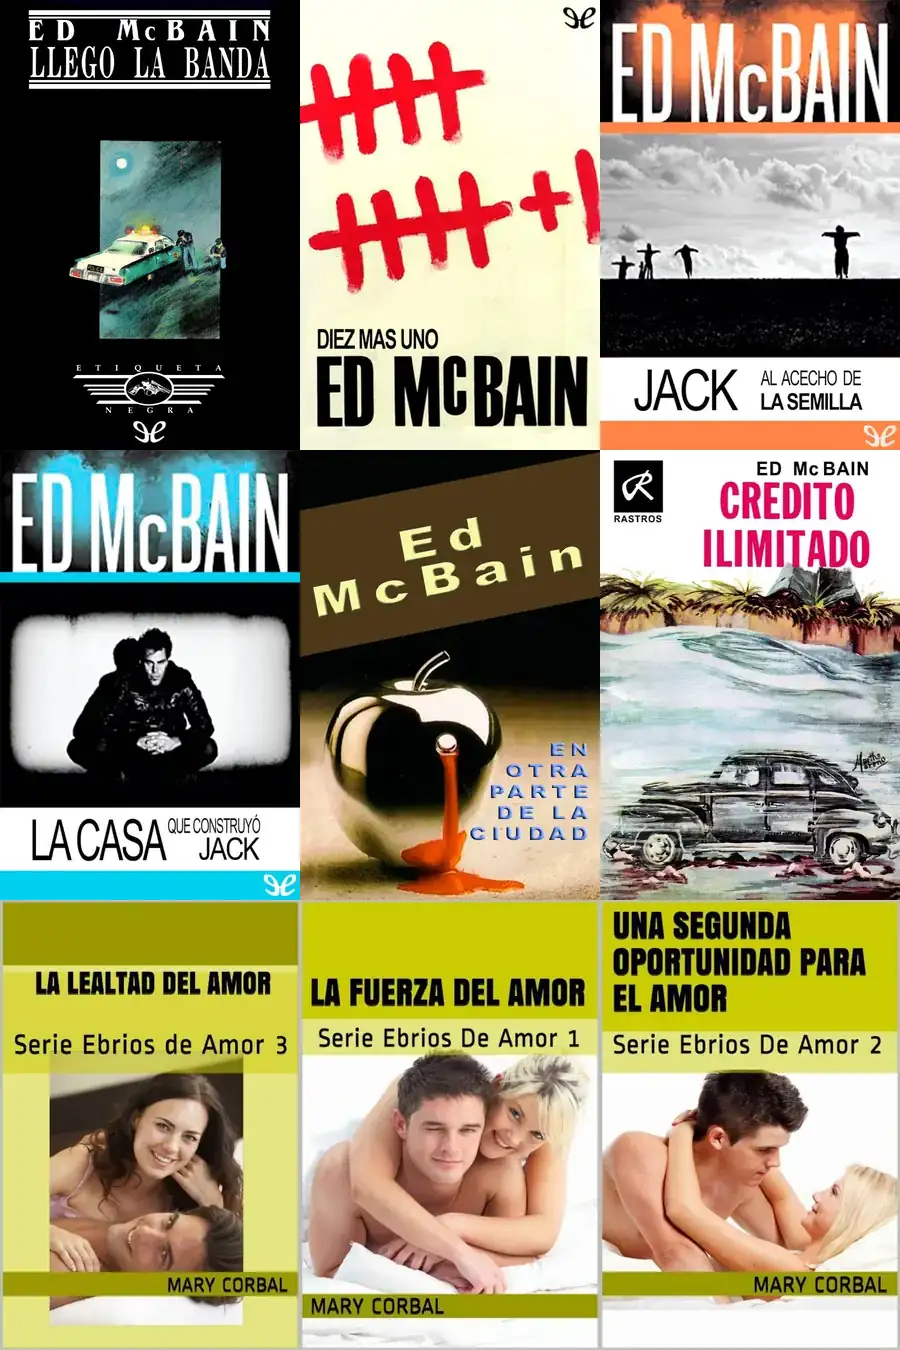 ED McBAIN
LLEGO LA BANDA
POLICE
ETIQUETA
NEGRA
DIEZ MAS UNO
ED McBAIN
ED McBAIN
JACK
AL ACECHO DE
LA SEMILLA
ED McBAIN
LA CASA
QUE CONSTRUYÓ
JACK
Ed
McBain
EN
OTRA
PARTE
DE LA
CIUDAD
R
RASTROS
ED Mc BAIN
CREDITO
ILIMITADO
LA LEALTAD DEL AMOR
Serie Ebrios de Amor 3
MARY CORBAL
LA FUERZA DEL AMOR
Serie Ebrios De Amor 1
MARY CORBAL
UNA SEGUNDA
OPORTUNIDAD PARA
EL AMOR
Serie Ebrios De Amor 2
MARY CORBAL